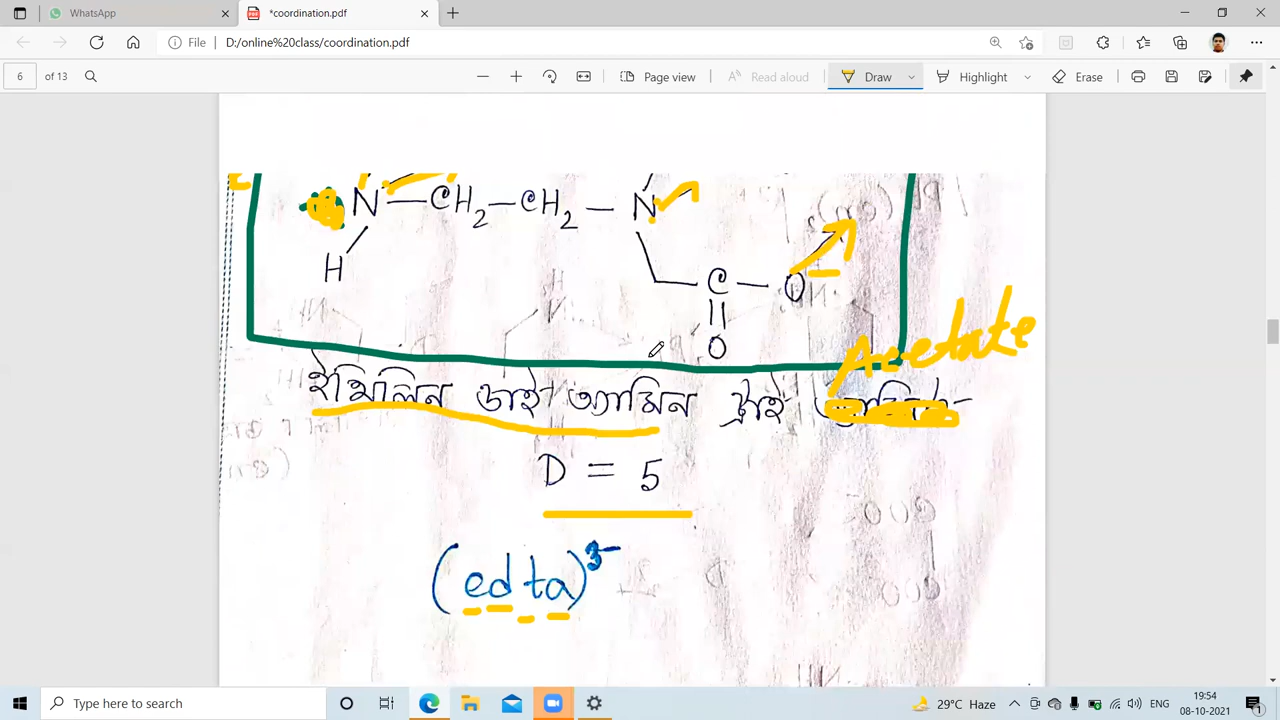 WhatsApp
*coordination.pdf
File D:/online%20class/coordination.pdf
6 of 13
Page view
Read aloud
Draw
Highlight
Erase
N — CH2 — CH2 — N
H
C — O
O
Acetate
ইথিলিন ডাই অ্যামিন ট্রাই
D = 5
(edta)3-
Type here to search
29°C Haze
ENG
19:54
08-10-2021